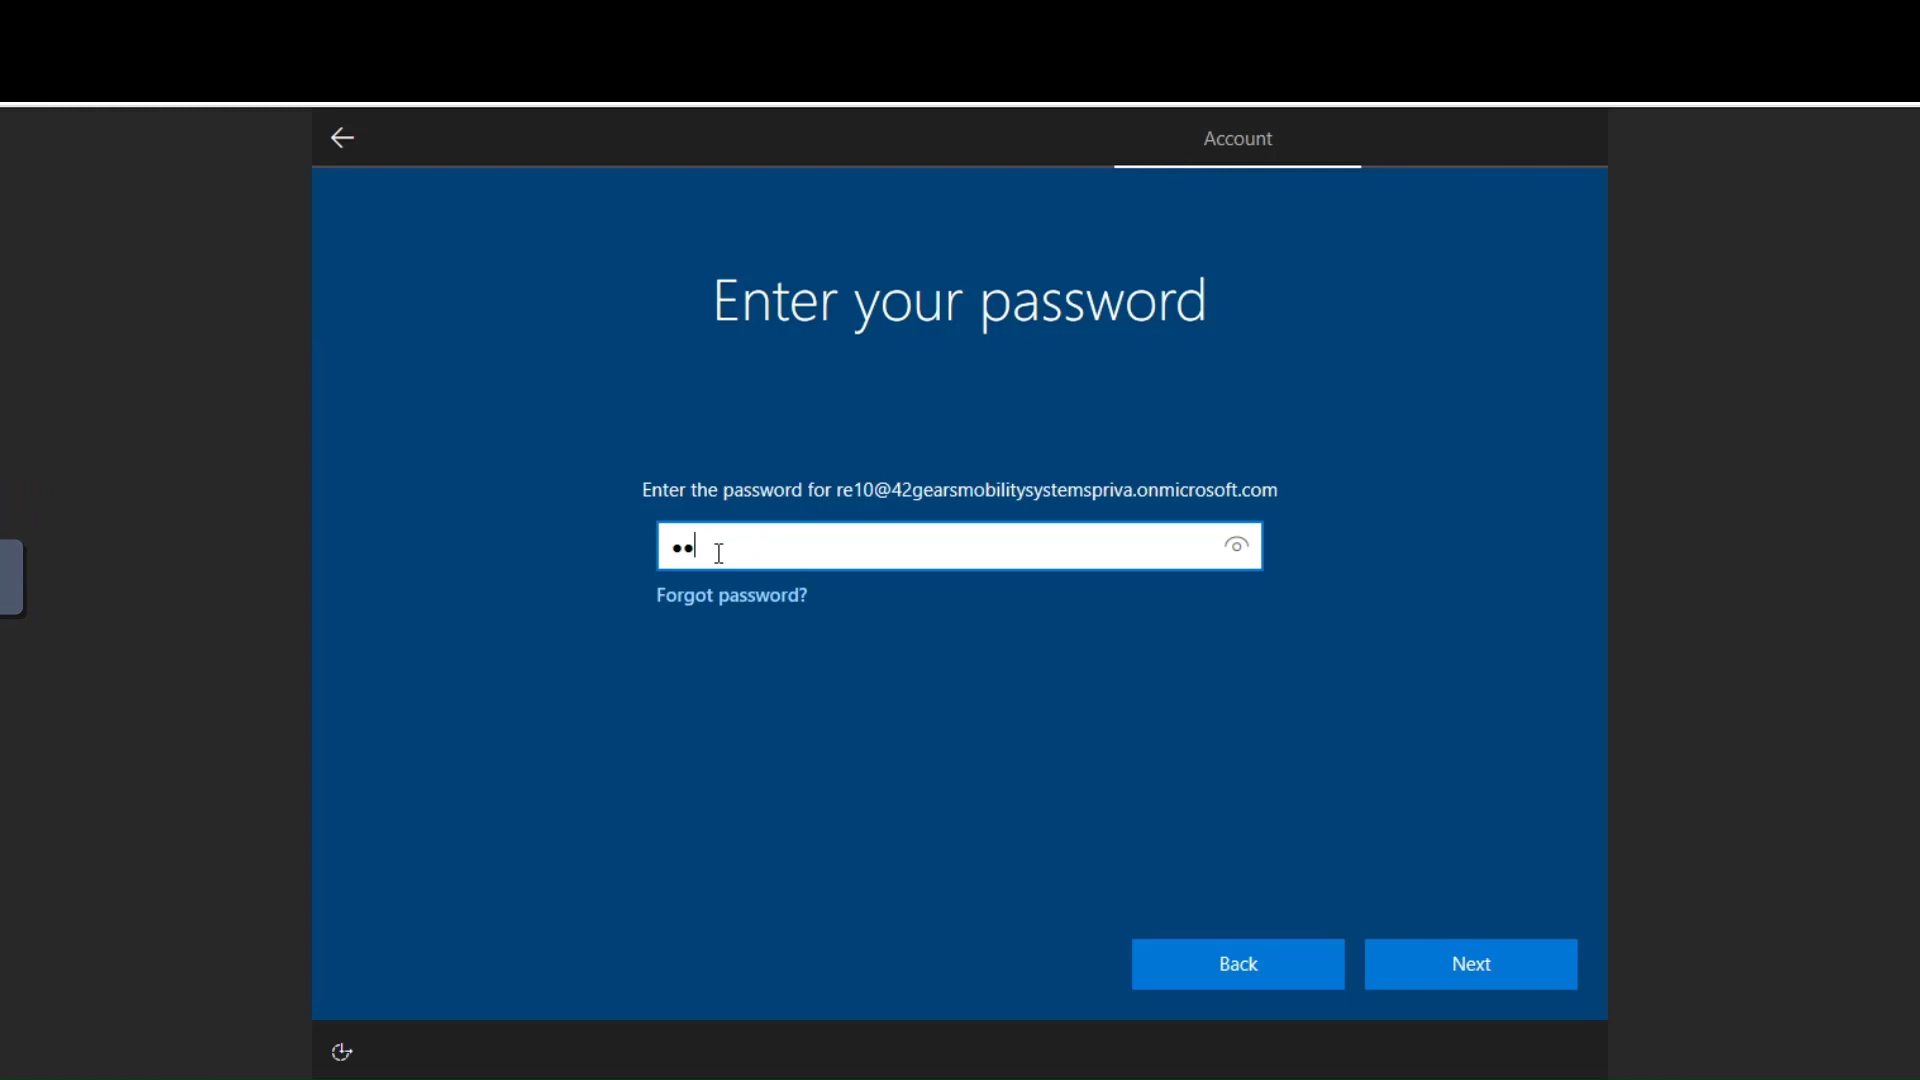 Account
Enter your password
Enter the password for re10@42gearsmobilitysystemspriva.onmicrosoft.com
••
Forgot password?
Back
Next